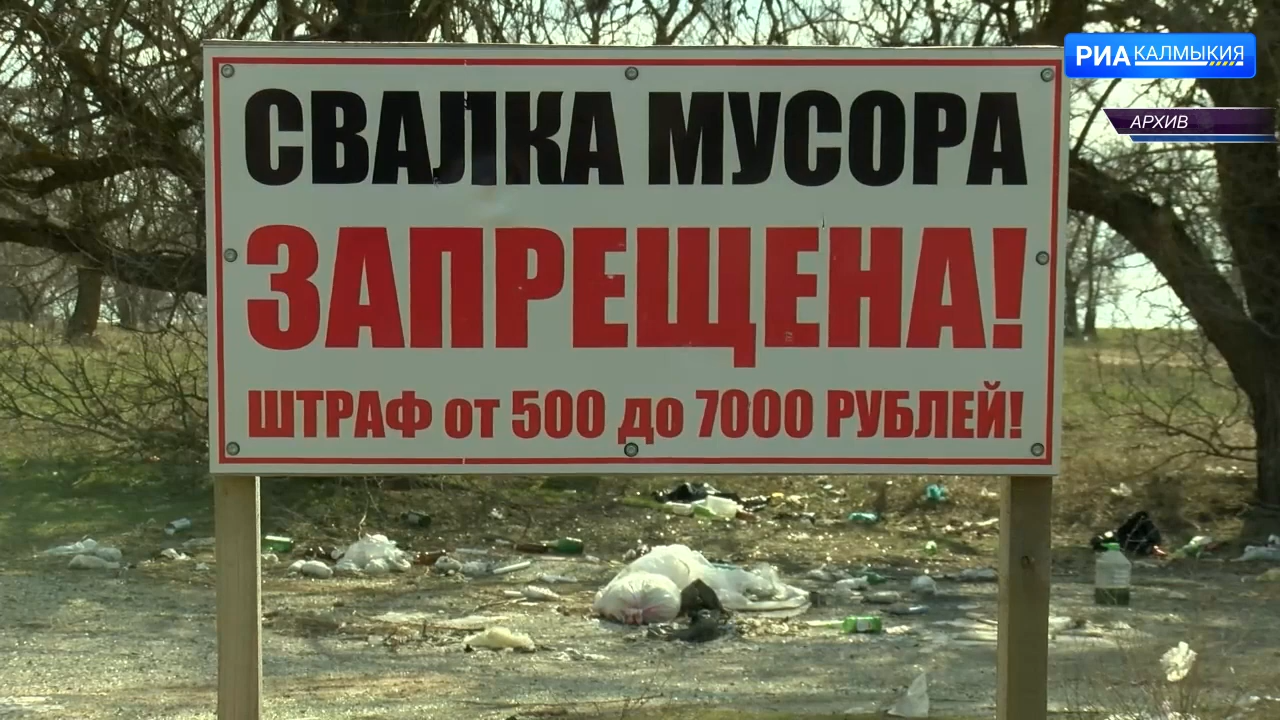 РИА КАЛМЫКИЯ
АРХИВ
СВАЛКА МУСОРА
ЗАПРЕЩЕНА!
ШТРАФ от 500 до 7000 РУБЛЕЙ!